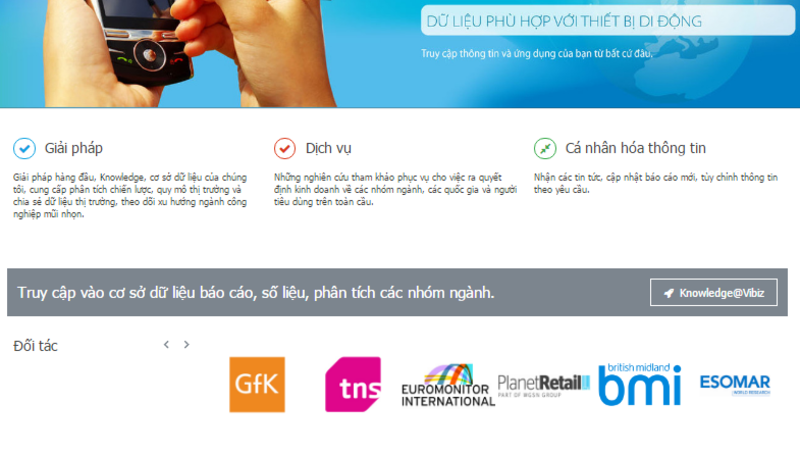 DỮ LIỆU PHÙ HỢP VỚI THIẾT BỊ DI ĐỘNG
Truy cập thông tin và ứng dụng của bạn từ bất cứ đâu.
Giải pháp
Giải pháp hàng đầu, Knowledge, cơ sở dữ liệu của chúng
tôi, cung cấp phân tích chiến lược, quy mô thị trường và
chia sẻ dữ liệu thị trường, theo dõi xu hướng ngành công
nghiệp mũi nhọn.
Dịch vụ
Những nghiên cứu tham khảo phục vụ cho việc ra quyết
định kinh doanh về các nhóm ngành, các quốc gia và người
tiêu dùng trên toàn cầu.
Cá nhân hóa thông tin
Nhận các tin tức, cập nhật báo cáo mới, tùy chỉnh thông tin
theo yêu cầu.
Truy cập vào cơ sở dữ liệu báo cáo, số liệu, phân tích các nhóm ngành.
Knowledge@Vibiz
Đối tác
GfK
tns
EUROMONITOR
INTERNATIONAL
PlanetRetail
PART OF WGSN GROUP
british midland
bmi
ESOMAR
WORLD RESEARCH